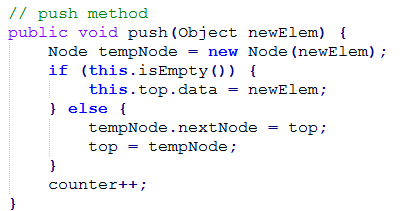 // push method
public void push(Object newElem) {
    Node tempNode = new Node(newElem);
    if (this.isEmpty()) {
        this.top.data = newElem;
    } else {
        tempNode.nextNode = top;
        top = tempNode;
    }
    counter++;
}